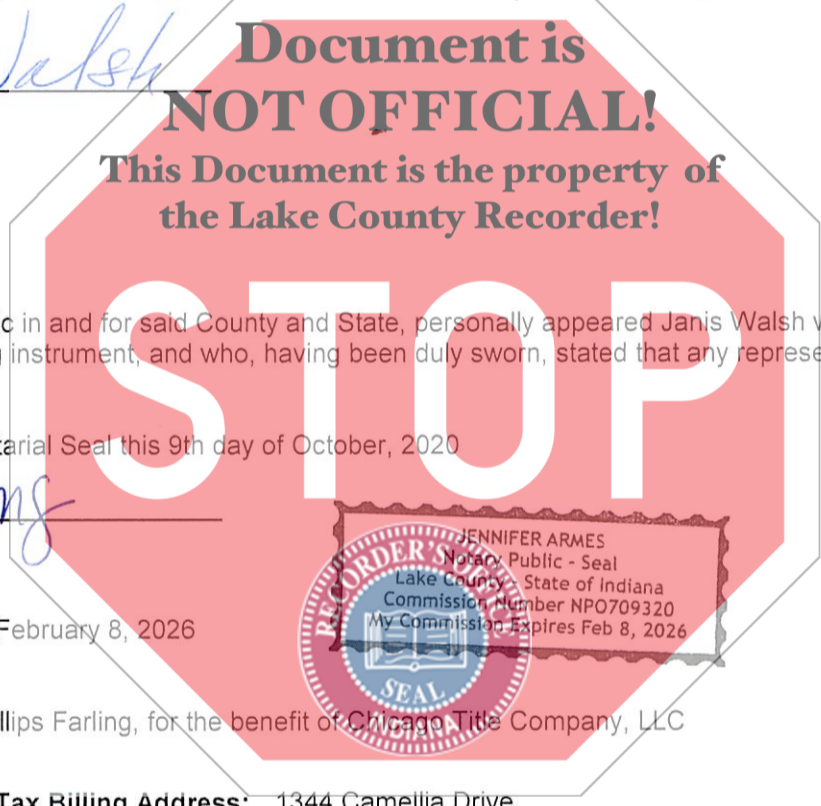 Walsh
Document is
NOT OFFICIAL!
This Document is the property of
the Lake County Recorder!
STOP
c in and for said County and State, personally appeared Janis Walsh
instrument, and who, having been duly sworn, stated that any represe
tarial Seal this 9th day of October, 2020
JENNIFER ARMES
Notary Public - Seal
Lake County - State of Indiana
Commission Number NPO709320
My Commission Expires Feb 8, 2026
RECORDER'S OFFICE
SEAL
INDIANA
February 8, 2026
llips Farling, for the benefit of Chicago Title Company, LLC
Tax Billing Address: 1344 Camellia Drive